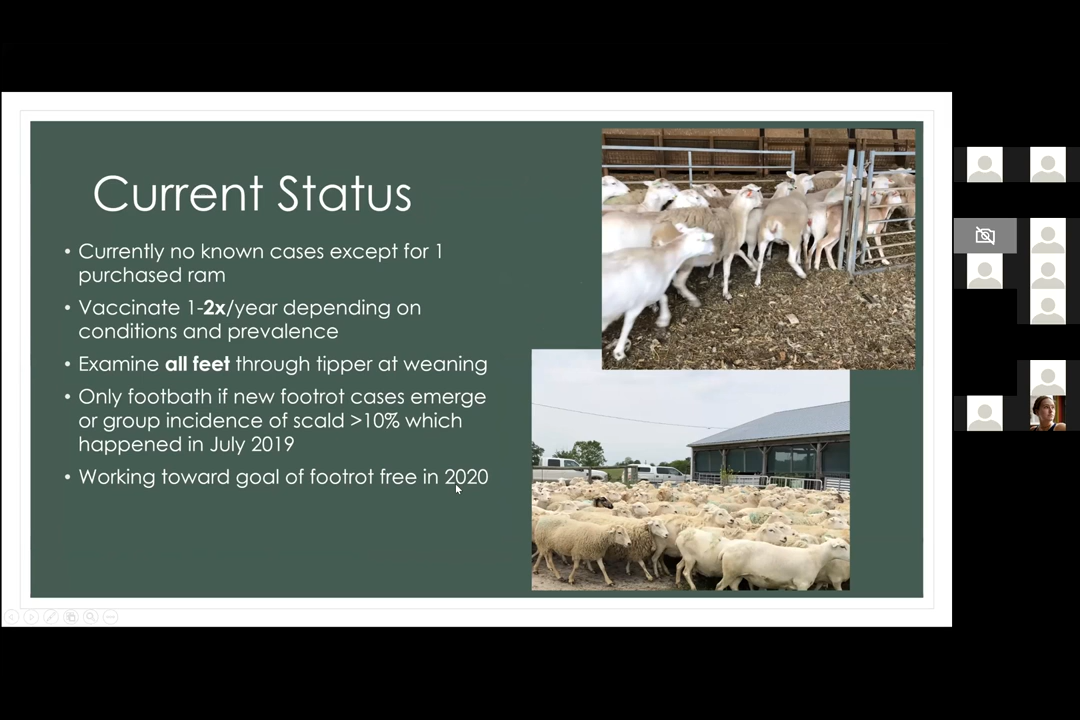 Current Status
• Currently no known cases except for 1
purchased ram
• Vaccinate 1-2x/year depending on
conditions and prevalence
• Examine all feet through tipper at weaning
• Only footbath if new footrot cases emerge
or group incidence of scald >10% which
happened in July 2019
• Working toward goal of footrot free in 2020